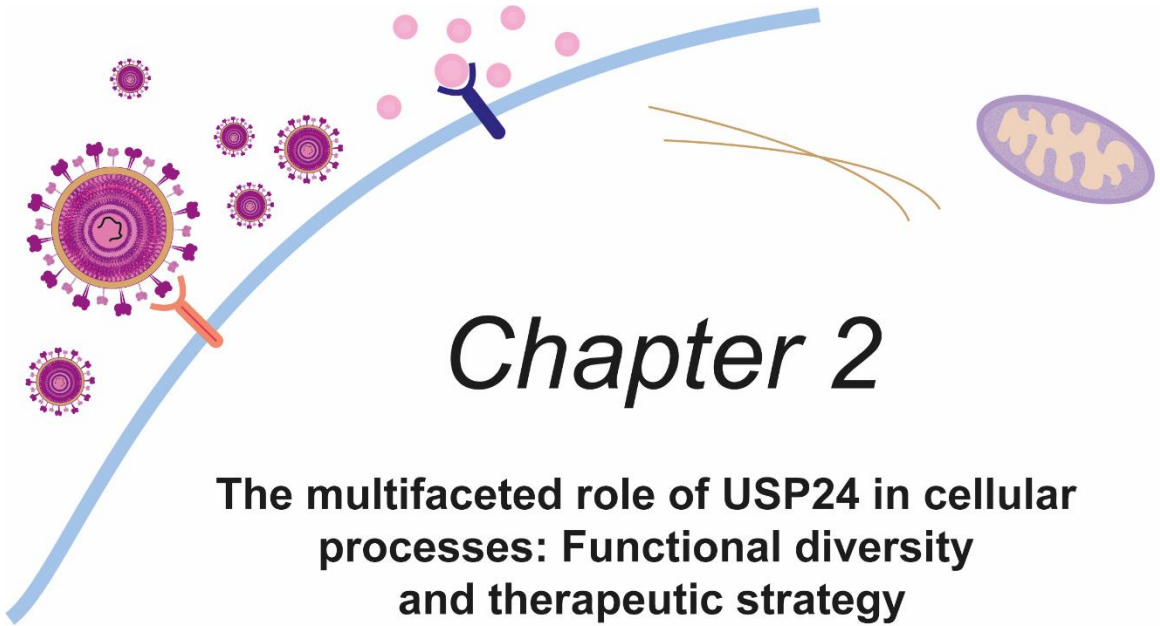 Chapter 2
The multifaceted role of USP24 in cellular
processes: Functional diversity
and therapeutic strategy